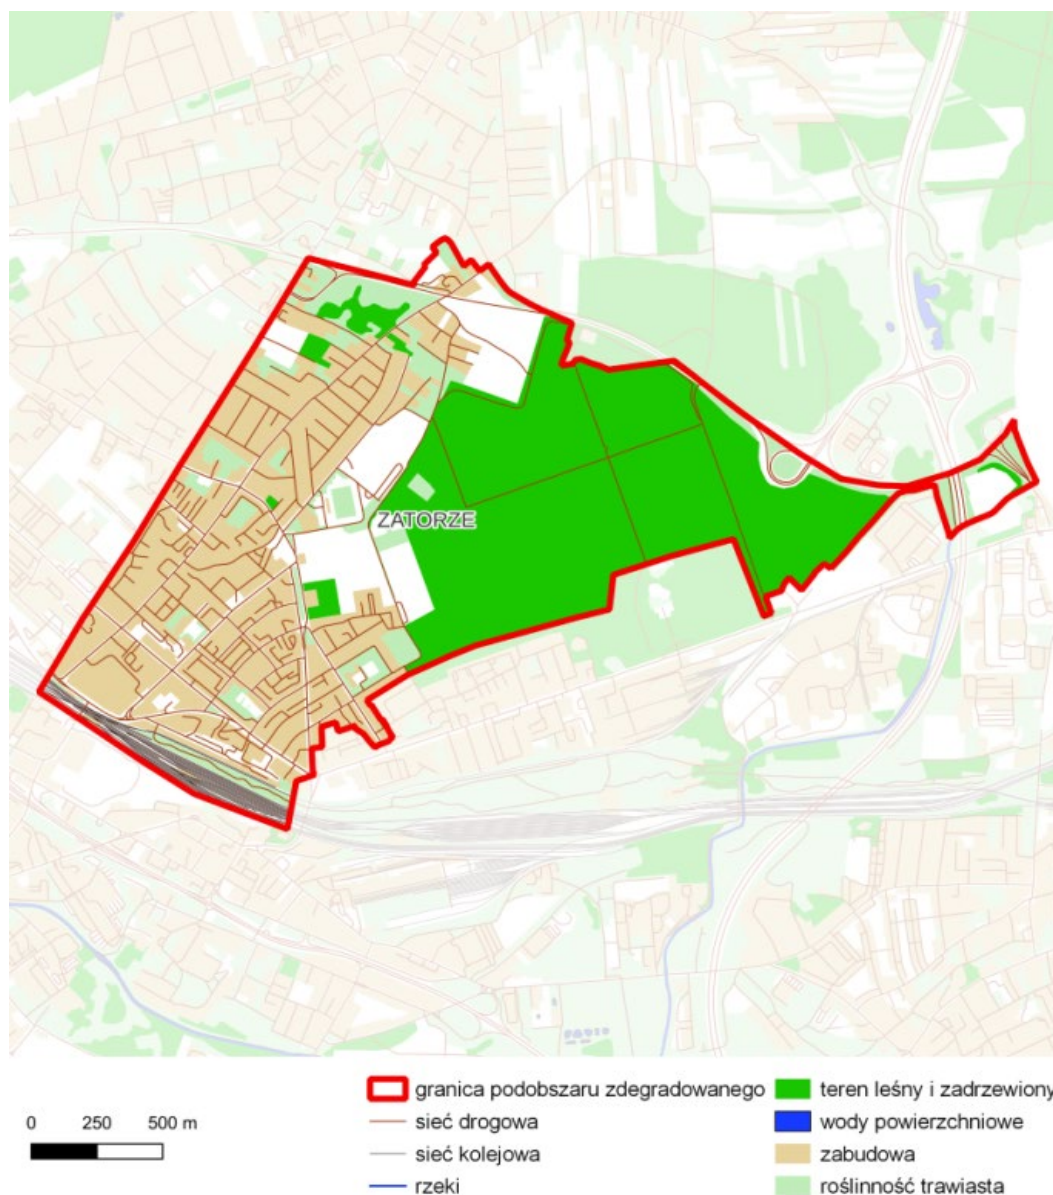 ZATORZE
0 250 500 m
granica podobszaru zdegradowanego
sieć drogowa
sieć kolejowa
rzeki
teren leśny i zadrzewiony
wody powierzchniowe
zabudowa
roślinność trawiasta